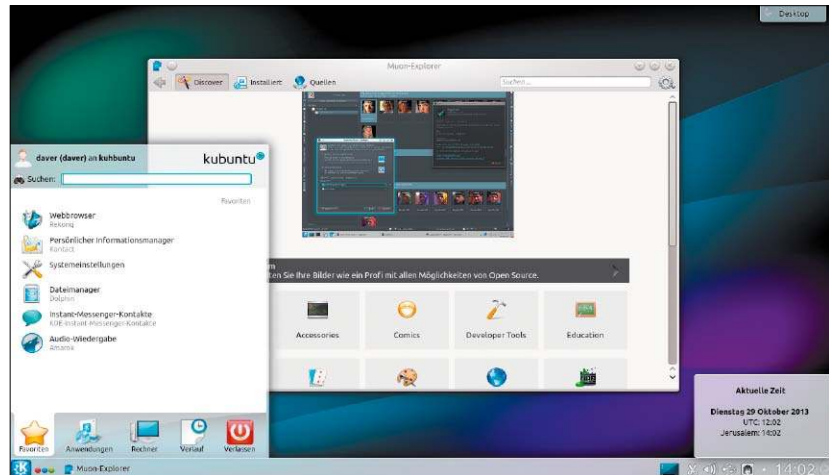 Desktop
Muon-Explorer
Discover
Installiert
Quellen
Suchen...
daver (daver) an kuhbuntu
kubuntu
Suchen:
Favoriten
Webbrowser
Rekonq
Persönlicher Informationsmanager
Kontact
Systemeinstellungen
Dateimanager
Dolphin
Instant-Messenger-Kontakte
KDE-Instant-Messenger-Kontakte
Audio-Wiedergabe
Amarok
Favoriten
Anwendungen
Rechner
Verlauf
Verlassen
ten Sie Ihre Bilder wie ein Profi mit allen Möglichkeiten von Open Source.
Accessories
Comics
Developer Tools
Education
Aktuelle Zeit
Dienstag 29 Oktober 2013
UTC: 12:02
Jerusalem: 14:02
Muon-Explorer
14:02